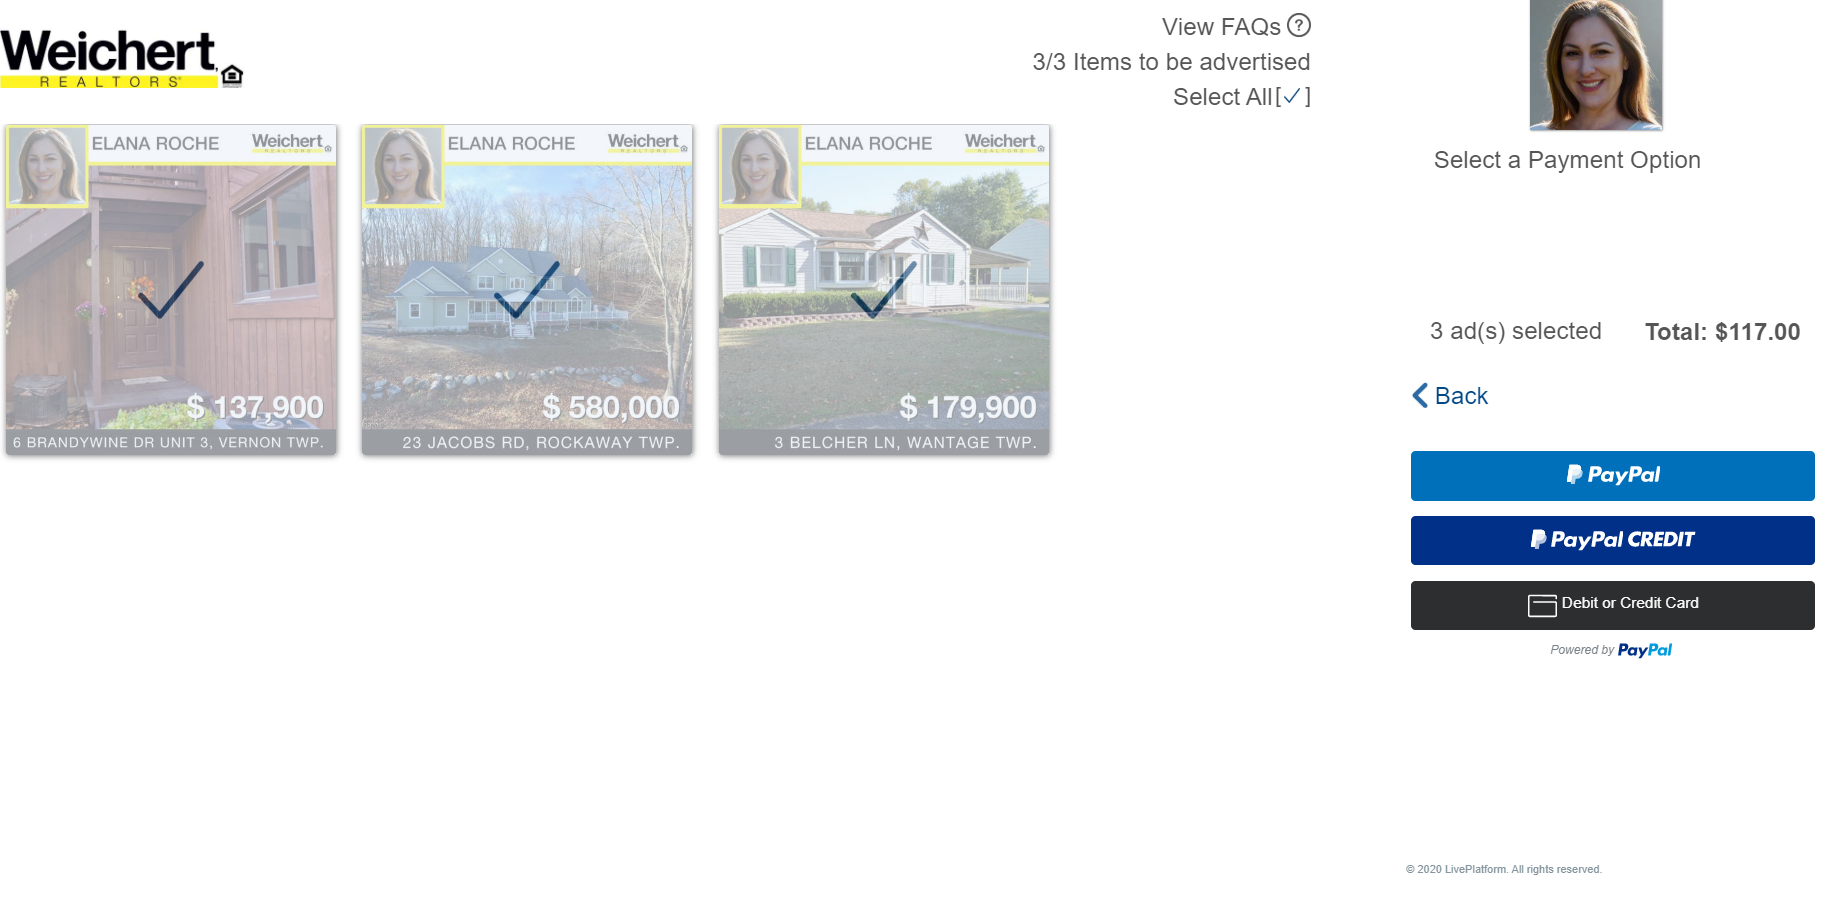 Weichert,
REALTORS®
View FAQs ?
3/3 Items to be advertised
Select All[✓]
ELANA ROCHE
Weichert
REALTORS
$ 137,900
6 BRANDYWINE DR UNIT 3, VERNON TWP.
ELANA ROCHE
Weichert
REALTORS
$ 580,000
23 JACOBS RD, ROCKAWAY TWP.
ELANA ROCHE
Weichert
REALTORS
$ 179,900
3 BELCHER LN, WANTAGE TWP.
Select a Payment Option
3 ad(s) selected Total: $117.00
Back
PayPal
PayPal CREDIT
Debit or Credit Card
Powered by PayPal
© 2020 LivePlatform. All rights reserved.